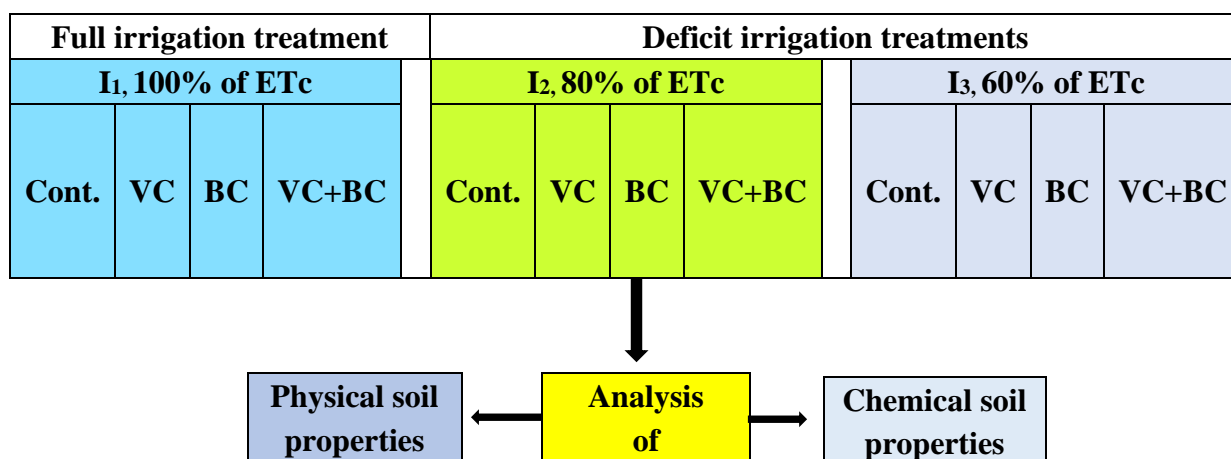 Full irrigation treatment
Deficit irrigation treatments
I1, 100% of ETc
I2, 80% of ETc
I3, 60% of ETc
Cont. VC BC VC+BC
Cont. VC BC VC+BC
Cont. VC BC VC+BC
Physical soil
properties
Analysis
of
Chemical soil
properties